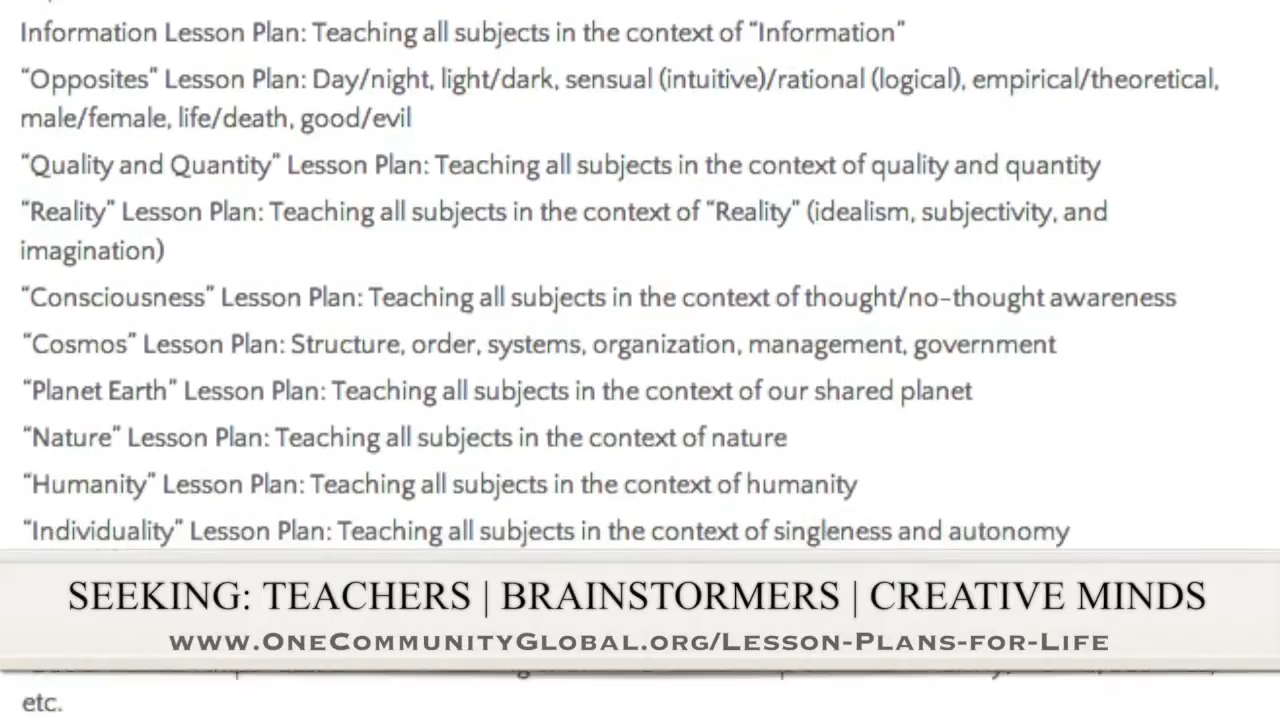 Information Lesson Plan: Teaching all subjects in the context of “Information”
“Opposites” Lesson Plan: Day/night, light/dark, sensual (intuitive)/rational (logical), empirical/theoretical,
male/female, life/death, good/evil
“Quality and Quantity” Lesson Plan: Teaching all subjects in the context of quality and quantity
“Reality” Lesson Plan: Teaching all subjects in the context of “Reality” (idealism, subjectivity, and
imagination)
“Consciousness” Lesson Plan: Teaching all subjects in the context of thought/no-thought awareness
“Cosmos” Lesson Plan: Structure, order, systems, organization, management, government
“Planet Earth” Lesson Plan: Teaching all subjects in the context of our shared planet
“Nature” Lesson Plan: Teaching all subjects in the context of nature
“Humanity” Lesson Plan: Teaching all subjects in the context of humanity
“Individuality” Lesson Plan: Teaching all subjects in the context of singleness and autonomy
SEEKING: TEACHERS | BRAINSTORMERS | CREATIVE MINDS
www.OneCommunityGlobal.org/Lesson-Plans-for-Life
etc.